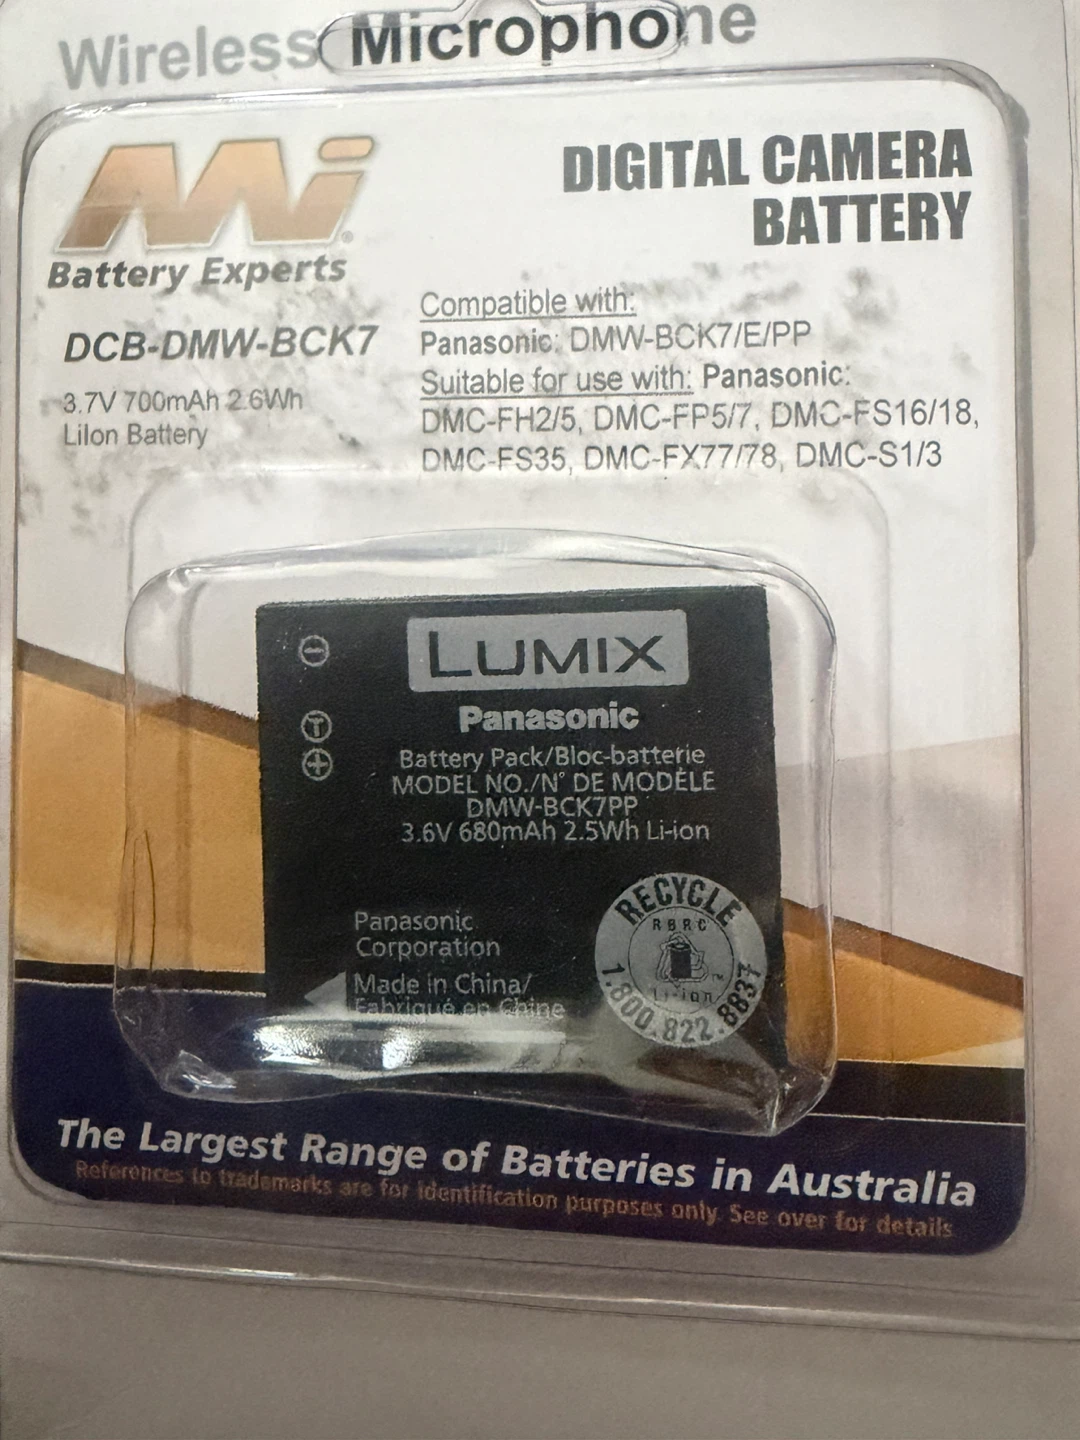 Wireless Microphone
Mi®
Battery Experts
DIGITAL CAMERA
BATTERY
DCB-DMW-BCK7
3.7V 700mAh 2.6Wh
LiIon Battery
Compatible with:
Panasonic: DMW-BCK7/E/PP
Suitable for use with: Panasonic:
DMC-FH2/5, DMC-FP5/7, DMC-FS16/18,
DMC-FS35, DMC-FX77/78, DMC-S1/3
LUMIX
Panasonic
Battery Pack/Bloc-batterie
MODEL NO./N° DE MODÈLE
DMW-BCK7PP
3.6V 680mAh 2.5Wh Li-ion
T
Panasonic
Corporation
Made in China/
Fabriqué en Chine
RECYCLE
RBRC
TM
Li-ion
1.800.822.8837
The Largest Range of Batteries in Australia
References to trademarks are for identification purposes only. See over for details